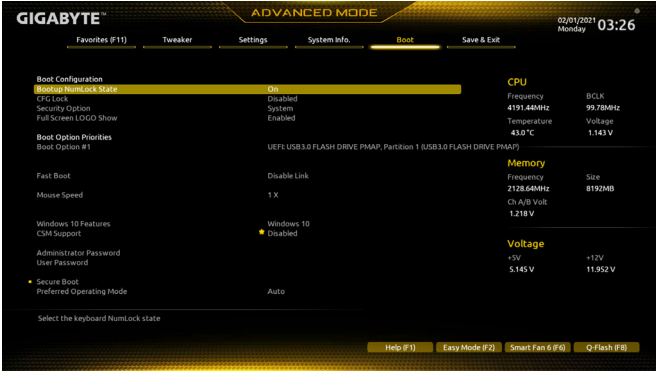 GIGABYTE™
ADVANCED MODE
02/01/2021 Monday 03:26
Favorites (F11) Tweaker Settings System Info. Boot Save & Exit
Boot Configuration
Bootup NumLock State On
CFG Lock Disabled
Security Option System
Full Screen LOGO Show Enabled
Boot Option Priorities
Boot Option #1 UEFI: USB3.0 FLASH DRIVE PMAP, Partition 1 (USB3.0 FLASH DRIVE PMAP)
Fast Boot Disable Link
Mouse Speed 1 X
Windows 10 Features Windows 10
CSM Support Disabled
Administrator Password
User Password
Secure Boot
Preferred Operating Mode Auto
Select the keyboard NumLock state
CPU
Frequency BCLK
4191.44MHz 99.78MHz
Temperature Voltage
43.0 °C 1.143 V
Memory
Frequency Size
2128.64MHz 8192MB
Ch A/B Volt
1.218 V
Voltage
+5V +12V
5.145 V 11.952 V
Help (F1) Easy Mode (F2) Smart Fan 6 (F6) Q-Flash (F8)